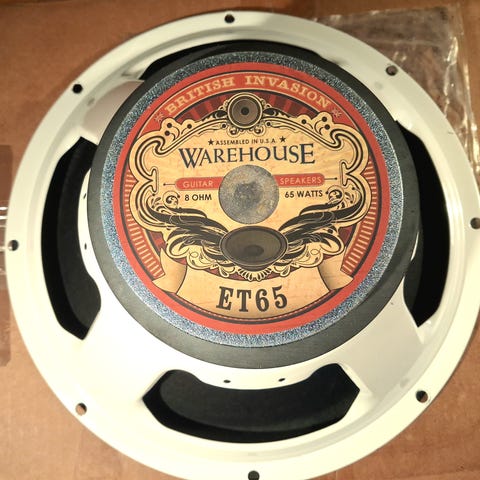 BRITISH INVASION
ASSEMBLED IN U.S.A
WAREHOUSE
GUITAR SPEAKERS
8 OHM 65 WATTS
ET65